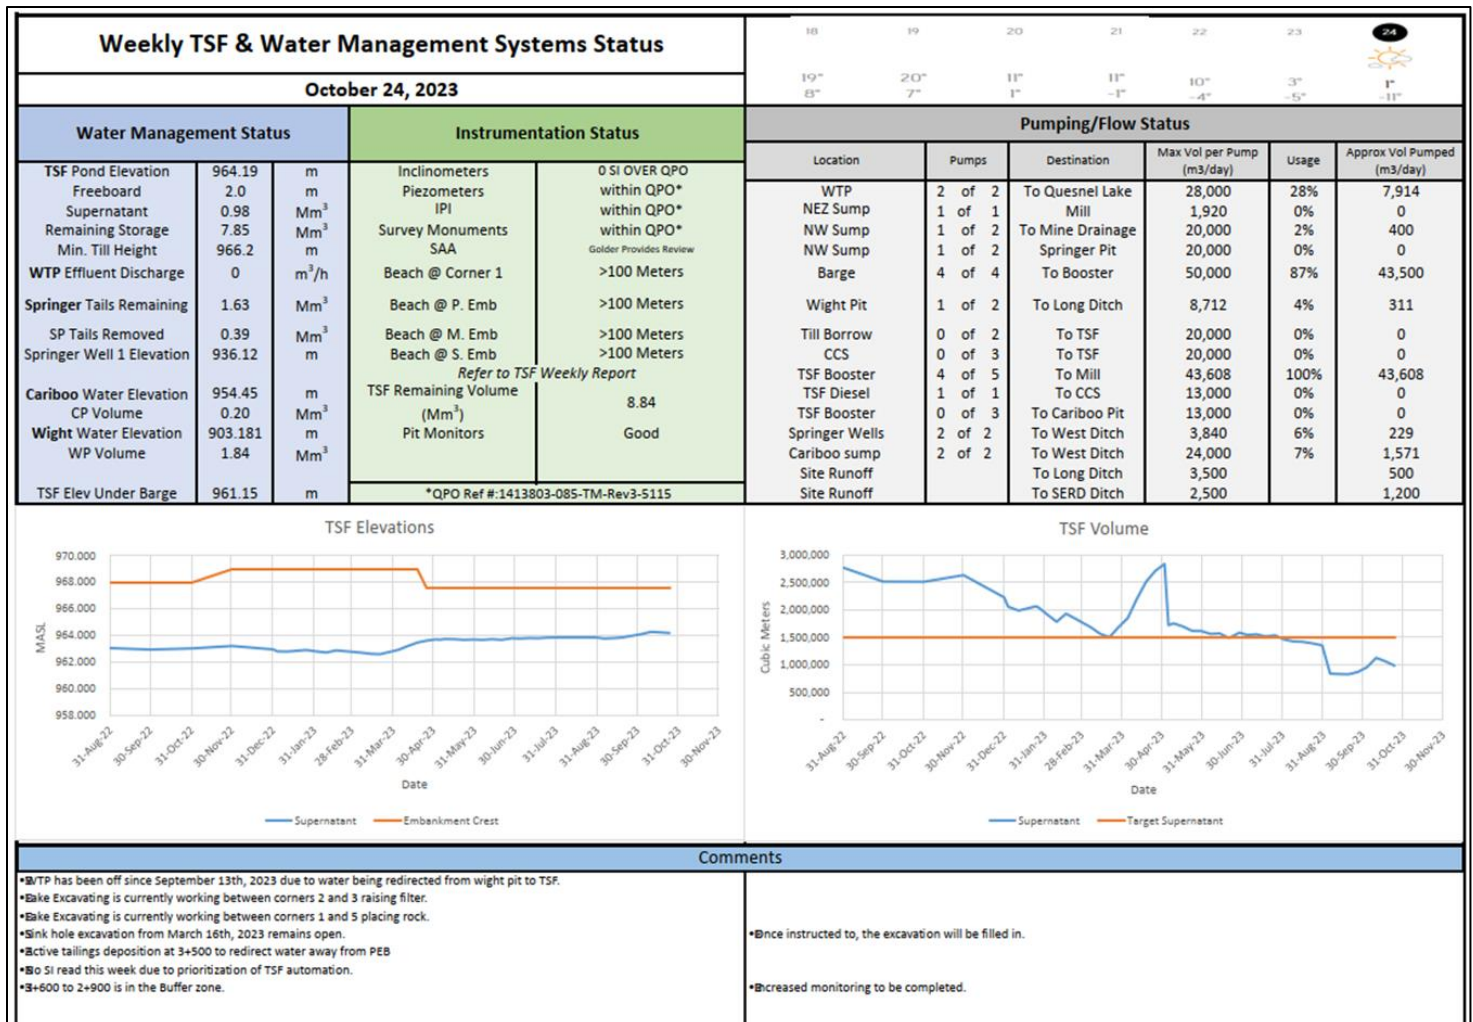 Weekly TSF & Water Management Systems Status
October 24, 2023
18 19 20 21 22 23 24
19° 20° 11° 11° 10° 3° 1°
8° 7° 1° -1° -4° -5° -11°
Water Management Status
TSF Pond Elevation 964.19 m
Freeboard 2.0 m
Supernatant 0.98 Mm³
Remaining Storage 7.85 Mm³
Min. Till Height 966.2 m
WTP Effluent Discharge 0 m³/h
Springer Tails Remaining 1.63 Mm³
SP Tails Removed 0.39 Mm³
Springer Well 1 Elevation 936.12 m
Cariboo Water Elevation 954.45 m
CP Volume 0.20 Mm³
Wight Water Elevation 903.181 m
WP Volume 1.84 Mm³
TSF Elev Under Barge 961.15 m
Instrumentation Status
Inclinometers 0 SI OVER QPO
Piezometers within QPO*
IPI within QPO*
Survey Monuments within QPO*
SAA Golder Provides Review
Beach @ Corner 1 >100 Meters
Beach @ P. Emb >100 Meters
Beach @ M. Emb >100 Meters
Beach @ S. Emb >100 Meters
Refer to TSF Weekly Report
TSF Remaining Volume (Mm³) 8.84
Pit Monitors Good
*QPO Ref #:1413803-085-TM-Rev3-5115
Pumping/Flow Status
Location Pumps Destination Max Vol per Pump (m3/day) Usage Approx Vol Pumped (m3/day)
WTP 2 of 2 To Quesnel Lake 28,000 28% 7,914
NEZ Sump 1 of 1 Mill 1,920 0% 0
NW Sump 1 of 2 To Mine Drainage 20,000 2% 400
NW Sump 1 of 2 Springer Pit 20,000 0% 0
Barge 4 of 4 To Booster 50,000 87% 43,500
Wight Pit 1 of 2 To Long Ditch 8,712 4% 311
Till Borrow 0 of 2 To TSF 20,000 0% 0
CCS 0 of 3 To TSF 20,000 0% 0
TSF Booster 4 of 5 To Mill 43,608 100% 43,608
TSF Diesel 1 of 1 To CCS 13,000 0% 0
TSF Booster 0 of 3 To Cariboo Pit 13,000 0% 0
Springer Wells 2 of 2 To West Ditch 3,840 6% 229
Cariboo sump 2 of 2 To West Ditch 24,000 7% 1,571
Site Runoff To Long Ditch 3,500 500
Site Runoff To SERD Ditch 2,500 1,200
TSF Elevations
970.000
968.000
966.000
964.000
962.000
960.000
958.000
MASL
31-Aug-22 30-Sep-22 31-Oct-22 30-Nov-22 31-Dec-22 31-Jan-23 28-Feb-23 31-Mar-23 30-Apr-23 31-May-23 30-Jun-23 31-Jul-23 31-Aug-23 30-Sep-23 31-Oct-23 30-Nov-23
Date
Supernatant Embankment Crest
TSF Volume
3,000,000
2,500,000
2,000,000
1,500,000
1,000,000
500,000
-
Cubic Meters
31-Aug-22 30-Sep-22 31-Oct-22 30-Nov-22 31-Dec-22 31-Jan-23 28-Feb-23 31-Mar-23 30-Apr-23 31-May-23 30-Jun-23 31-Jul-23 31-Aug-23 30-Sep-23 31-Oct-23 30-Nov-23
Date
Supernatant Target Supernatant
Comments
•WTP has been off since September 13th, 2023 due to water being redirected from wight pit to TSF.
•Lake Excavating is currently working between corners 2 and 3 raising filter.
•Lake Excavating is currently working between corners 1 and 5 placing rock.
•Sink hole excavation from March 16th, 2023 remains open.
•Once instructed to, the excavation will be filled in.
•Active tailings deposition at 3+500 to redirect water away from PEB
•No SI read this week due to prioritization of TSF automation.
•3+600 to 2+900 is in the Buffer zone.
•Increased monitoring to be completed.